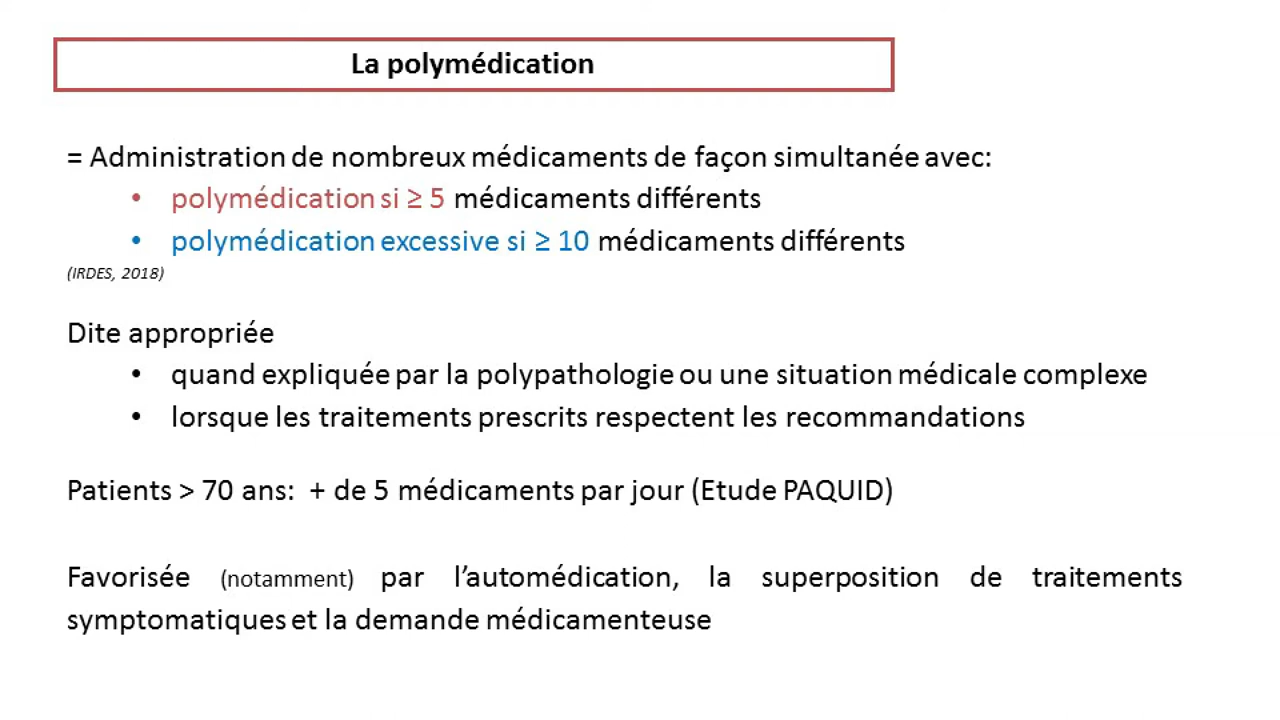 La polymédication
= Administration de nombreux médicaments de façon simultanée avec:
• polymédication si ≥ 5 médicaments différents
• polymédication excessive si ≥ 10 médicaments différents
(IRDES, 2018)
Dite appropriée
• quand expliquée par la polypathologie ou une situation médicale complexe
• lorsque les traitements prescrits respectent les recommandations
Patients > 70 ans: + de 5 médicaments par jour (Etude PAQUID)
Favorisée (notamment) par l’automédication, la superposition de traitements
symptomatiques et la demande médicamenteuse